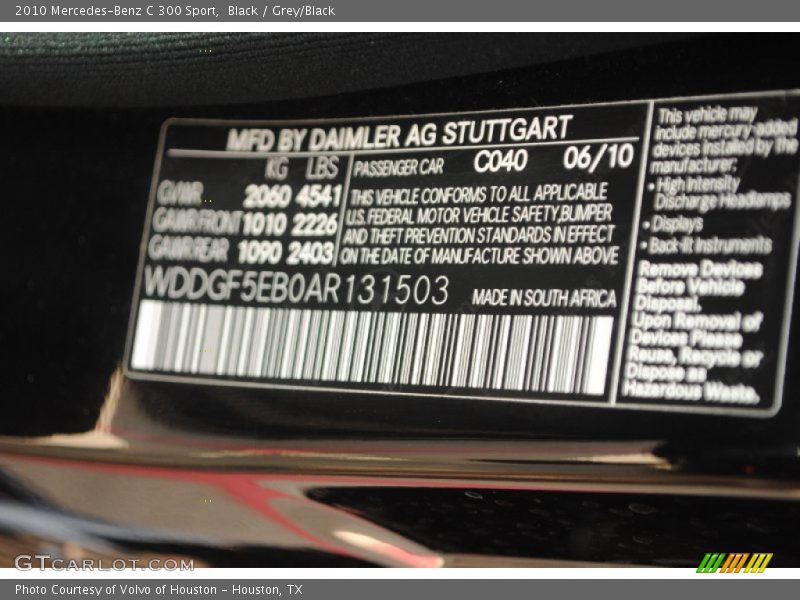 2010 Mercedes-Benz C 300 Sport,  Black / Grey/Black
MFD BY DAIMLER AG STUTTGART
KG LBS
GVWR 2060 4541
GAWR FRONT 1010 2226
GAWR REAR 1090 2403
PASSENGER CAR C040 06/10
THIS VEHICLE CONFORMS TO ALL APPLICABLE
U.S. FEDERAL MOTOR VEHICLE SAFETY,BUMPER
AND THEFT PREVENTION STANDARDS IN EFFECT
ON THE DATE OF MANUFACTURE SHOWN ABOVE
WDDGF5EB0AR131503 MADE IN SOUTH AFRICA
This vehicle may
include mercury-added
devices installed by the
manufacturer:
• High Intensity
Discharge Headlamps
• Displays
• Back-lit Instruments
Remove Devices
Before Vehicle
Disposal.
Upon Removal of
Devices Please
Reuse, Recycle or
Dispose as
Hazardous Waste.
GTCARLOT.COM
Photo Courtesy of Volvo of Houston - Houston, TX